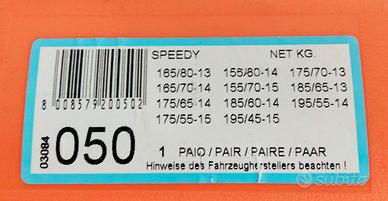 SPEEDY NET KG.
165/80-13 155/80-14 175/70-13
165/70-14 155/70-15 185/65-13
175/65-14 185/60-14 195/55-14
175/55-15 195/45-15
8 008579 200502
03084
050
1 PAIO / PAIR / PAIRE / PAAR
Hinweise des Fahrzeugherstellers beachten !
subito